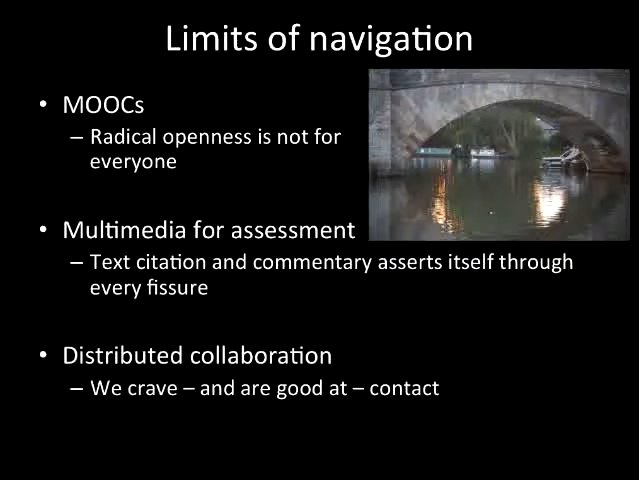 Limits of navigation
• MOOCs
– Radical openness is not for
everyone
• Multimedia for assessment
– Text citation and commentary asserts itself through
every fissure
• Distributed collaboration
– We crave – and are good at – contact